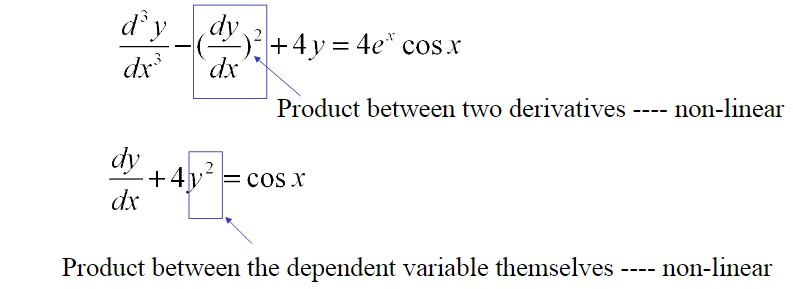 d³y/dx³ − (dy/dx)² + 4y = 4eˣ cos x
Product between two derivatives ---- non-linear
dy/dx + 4y² = cos x
Product between the dependent variable themselves ---- non-linear